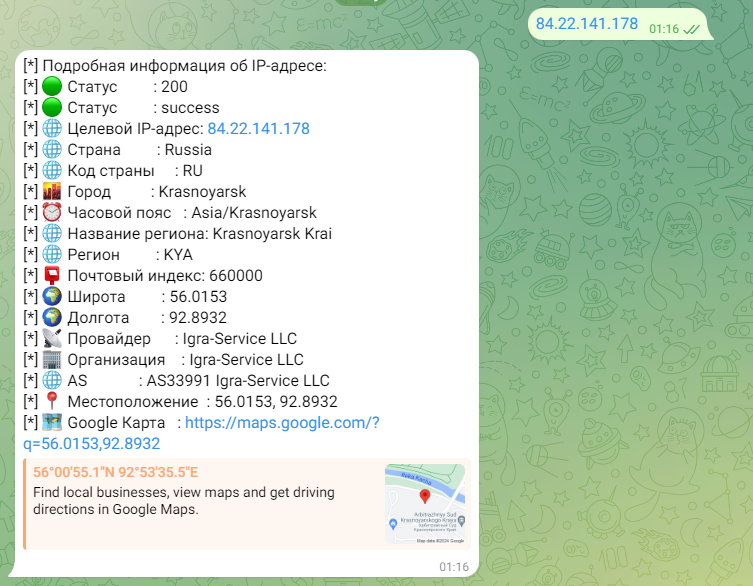 84.22.141.178
01:16
[*] Подробная информация об IP-адресе:
[*] Статус : 200
[*] Статус : success
[*] Целевой IP-адрес: 84.22.141.178
[*] Страна : Russia
[*] Код страны : RU
[*] Город : Krasnoyarsk
[*] Часовой пояс : Asia/Krasnoyarsk
[*] Название региона: Krasnoyarsk Krai
[*] Регион : KYA
[*] Почтовый индекс: 660000
[*] Широта : 56.0153
[*] Долгота : 92.8932
[*] Провайдер : Igra-Service LLC
[*] Организация : Igra-Service LLC
[*] AS : AS33991 Igra-Service LLC
[*] Местоположение : 56.0153, 92.8932
[*] Google Карта : https://maps.google.com/?
q=56.0153,92.8932
56°00'55.1"N 92°53'35.5"E
Find local businesses, view maps and get driving
directions in Google Maps.
Reka Kacha
Arbitrazhnyy Sud
Krasnoyarskogo Kraya
Map data ©2024 Google
01:16